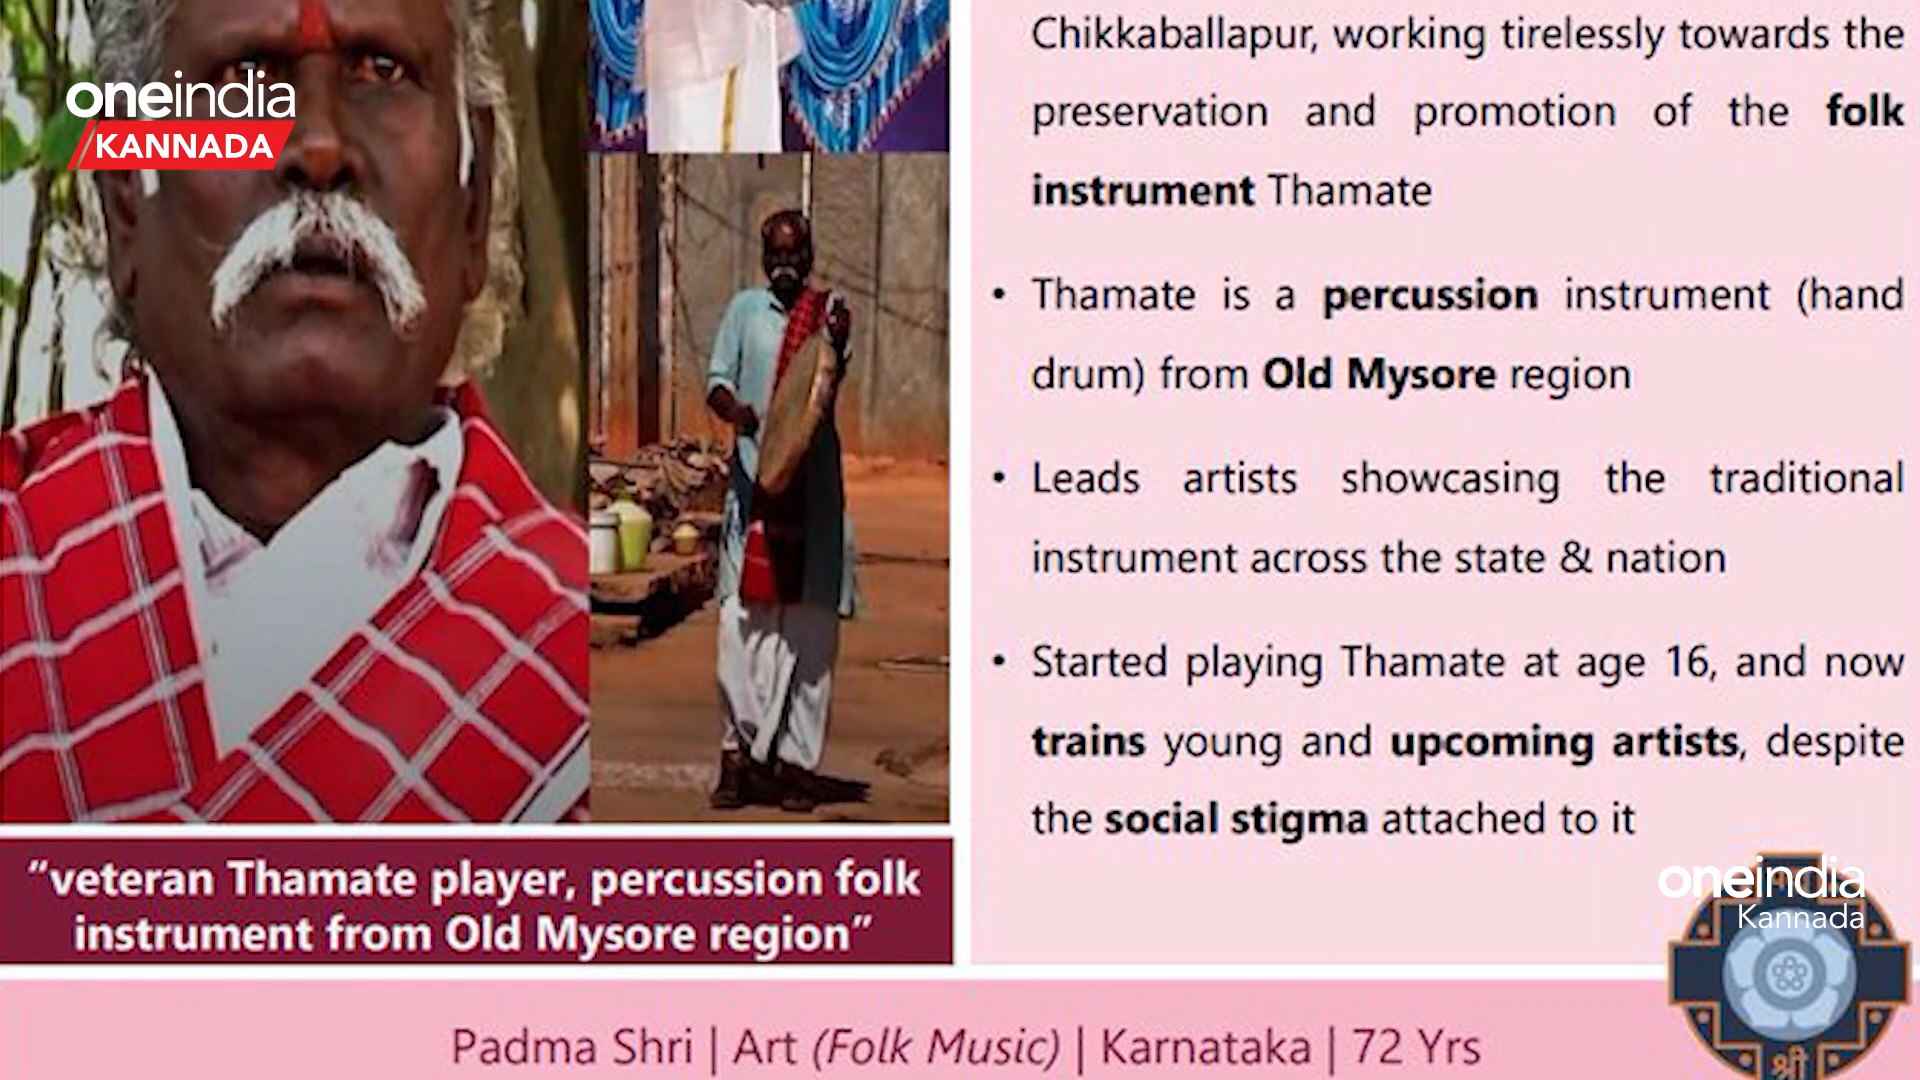 oneindia
KANNADA
Chikkaballapur, working tirelessly towards the
preservation and promotion of the folk
instrument Thamate
• Thamate is a percussion instrument (hand
drum) from Old Mysore region
• Leads artists showcasing the traditional
instrument across the state & nation
• Started playing Thamate at age 16, and now
trains young and upcoming artists, despite
the social stigma attached to it
“veteran Thamate player, percussion folk
instrument from Old Mysore region”
oneindia
Kannada
श्री
Padma Shri | Art (Folk Music) | Karnataka | 72 Yrs